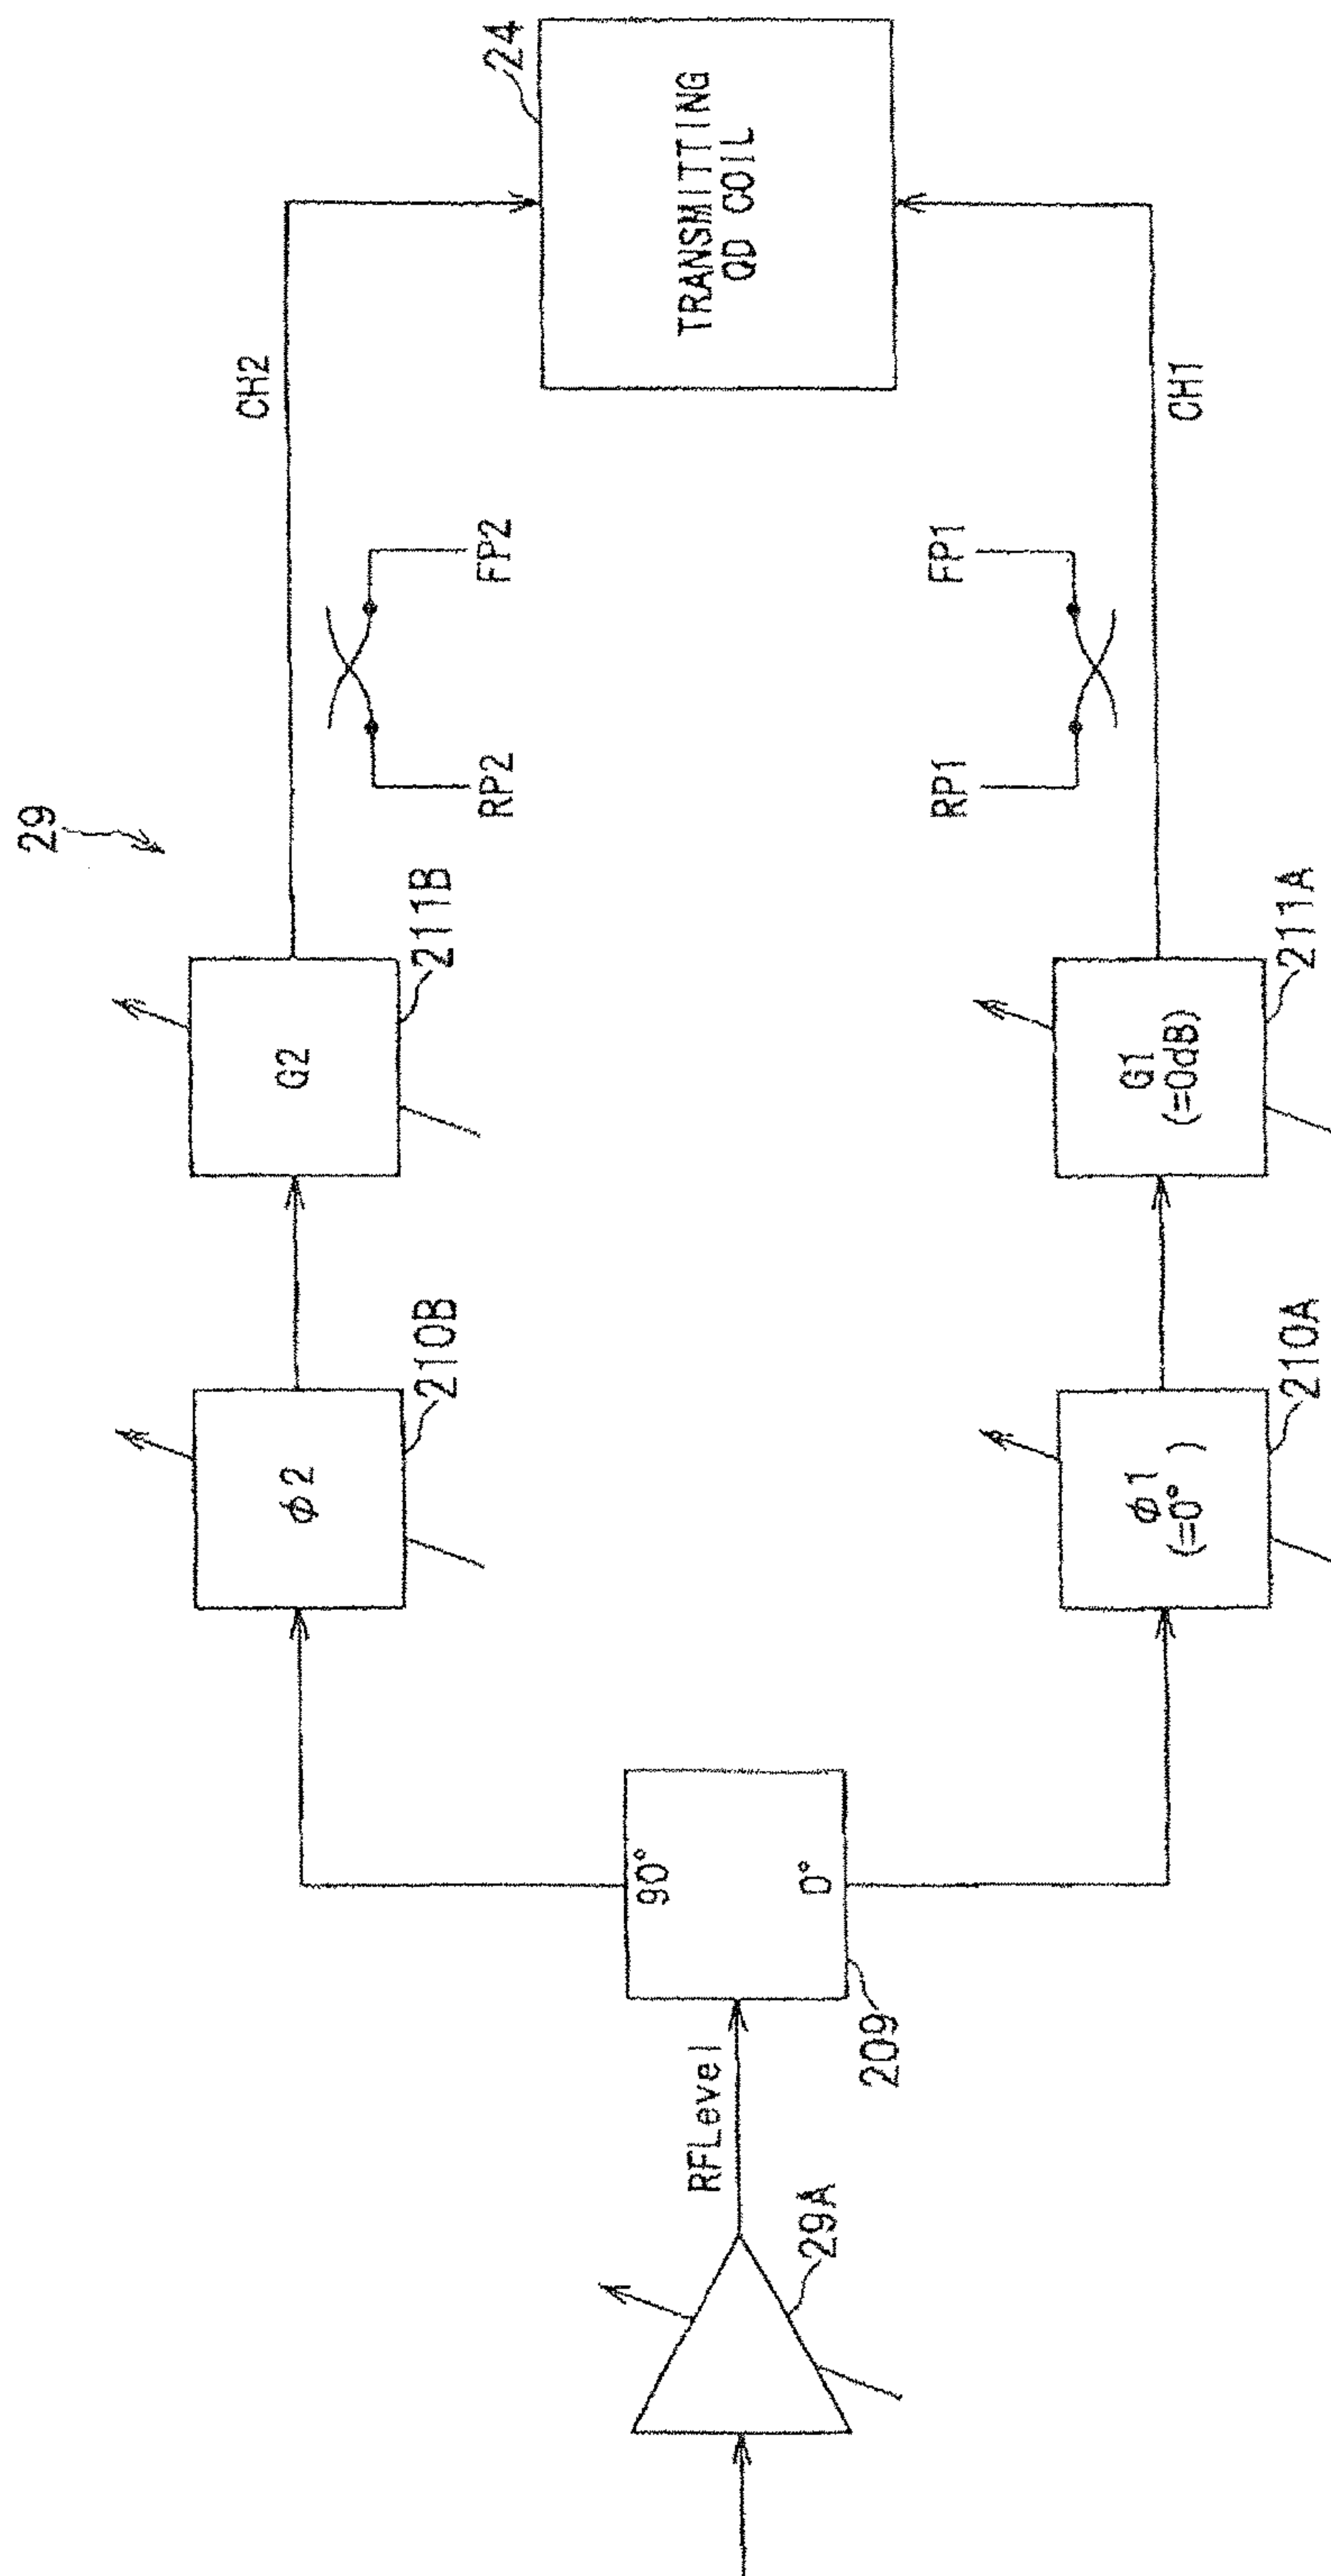 29
CH2
24
G2
211B
φ2
210B
RP2
FP2
TRANSMITTING
QD COIL
RFLevel
29A
90°
0°
209
RP1
FP1
φ1
(=0° )
210A
G1
(=0dB)
211A
CH1